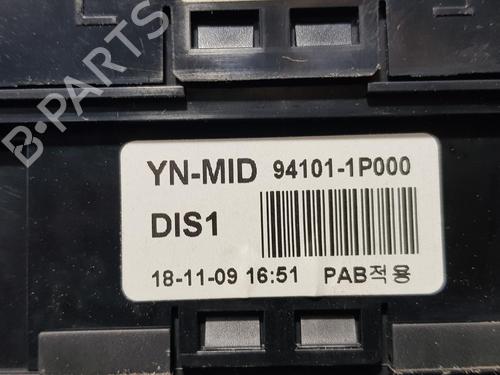 B-PARTS
YN-MID 94101-1P000
DIS1
18-11-09 16:51 PAB적용